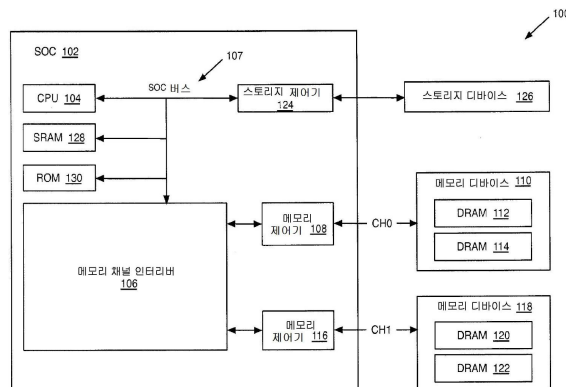 SOC 102
107
SOC 버스
CPU 104
스토리지 제어기
124
스토리지 디바이스 126
SRAM 128
ROM 130
메모리 채널 인터리버
106
메모리
제어기 108
CH0
메모리 디바이스 110
DRAM 112
DRAM 114
메모리
제어기 116
CH1
메모리 디바이스 118
DRAM 120
DRAM 122